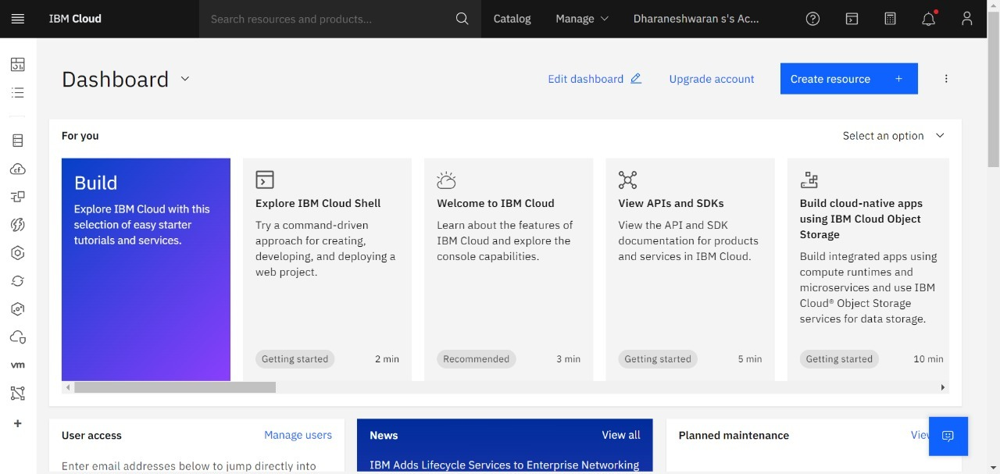 IBM Cloud
Search resources and products...
Catalog
Manage
Dharaneshwaran s's Ac...
Dashboard
Edit dashboard
Upgrade account
Create resource +
For you
Select an option
Build
Explore IBM Cloud with this
selection of easy starter
tutorials and services.
Explore IBM Cloud Shell
Try a command-driven
approach for creating,
developing, and deploying a
web project.
Getting started
2 min
Welcome to IBM Cloud
Learn about the features of
IBM Cloud and explore the
console capabilities.
Recommended
3 min
View APIs and SDKs
View the API and SDK
documentation for products
and services in IBM Cloud.
Getting started
5 min
Build cloud-native apps
using IBM Cloud Object
Storage
Build integrated apps using
compute runtimes and
microservices and use IBM
Cloud® Object Storage
services for data storage.
Getting started
10 min
cf
vm
User access
Manage users
Enter email addresses below to jump directly into
News
View all
IBM Adds Lifecycle Services to Enterprise Networking
Planned maintenance